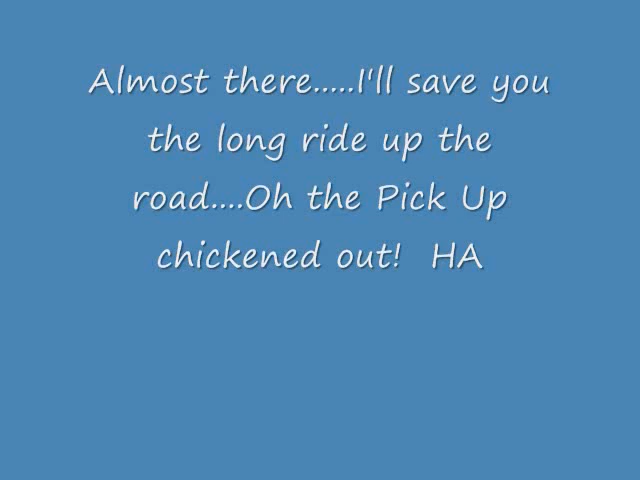 Almost there.....I'll save you
the long ride up the
road....Oh the Pick Up
chickened out!  HA